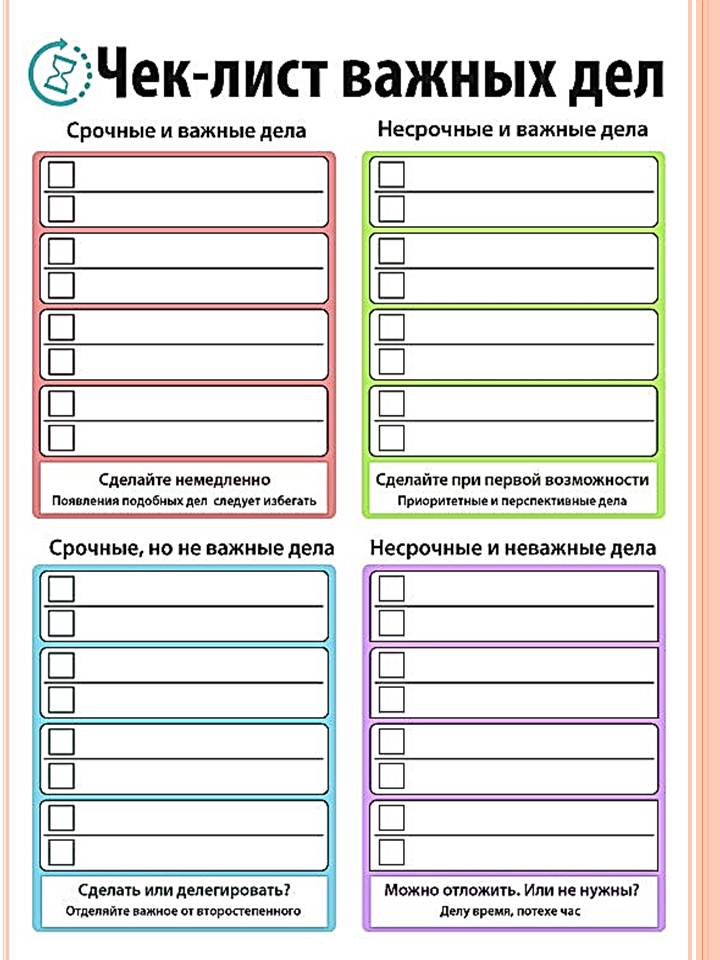 Чек-лист важных дел
Срочные и важные дела
Несрочные и важные дела
Сделайте немедленно
Появления подобных дел следует избегать
Сделайте при первой возможности
Приоритетные и перспективные дела
Срочные, но не важные дела
Несрочные и неважные дела
Сделать или делегировать?
Отделяйте важное от второстепенного
Можно отложить. Или не нужны?
Делу время, потехе час